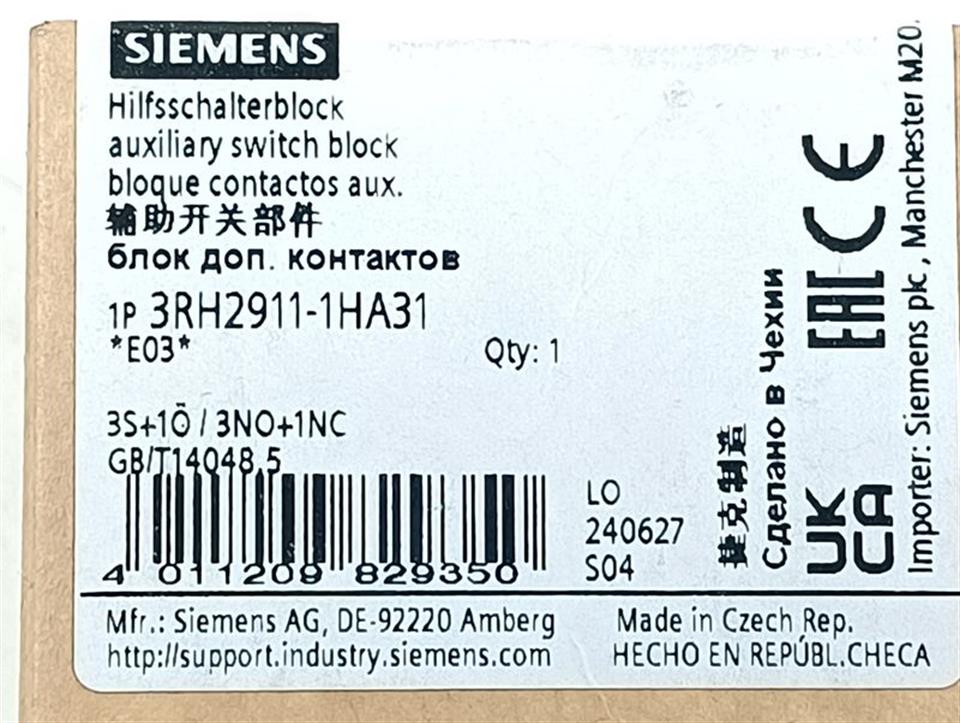 SIEMENS
Hilfsschalterblock
auxiliary switch block
bloque contactos aux.
辅助开关部件
блок доп. контактов
1P 3RH2911-1HA31
*E03*
Qty: 1
3S+1Ö / 3NO+1NC
GB/T14048.5
4 011209 829350
LO
240627
S04
捷克制造
Сделано в Чехии
UK
CA
EAC
CE
Importer: Siemens plc , Manchester M20
Mfr.: Siemens AG, DE-92220 Amberg
http://support.industry.siemens.com
Made in Czech Rep.
HECHO EN REPÚBL.CHECA